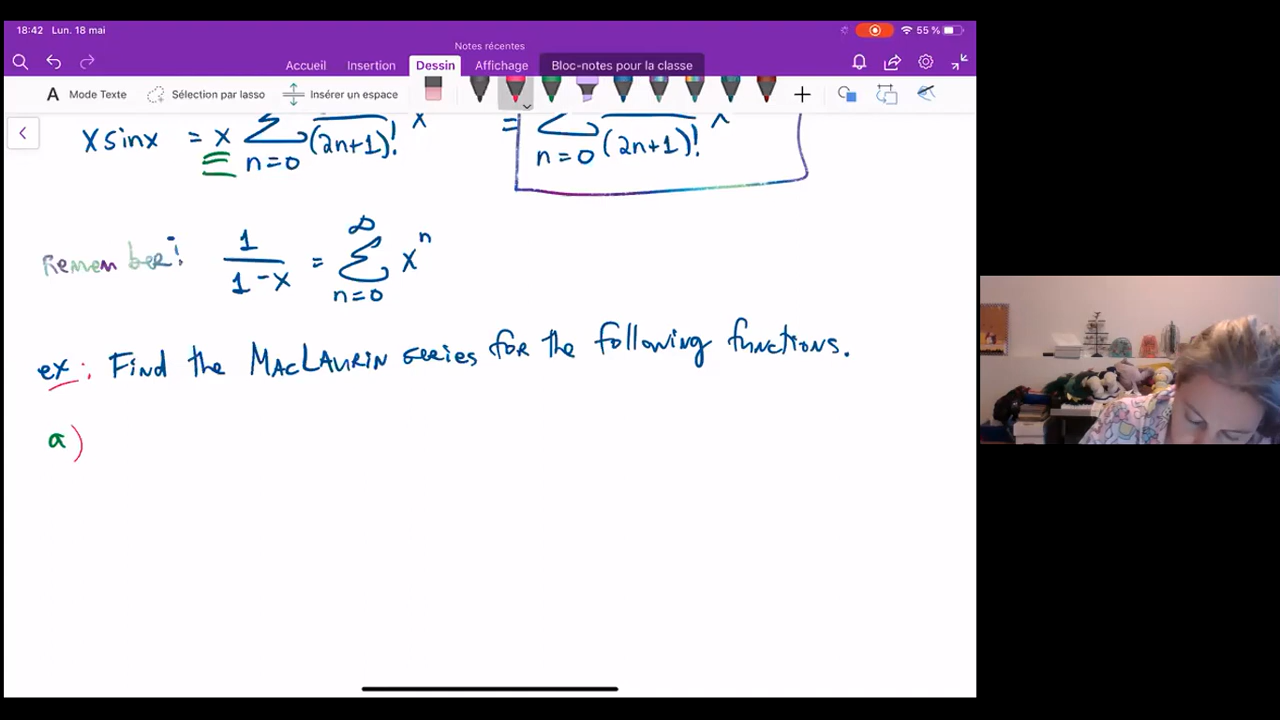 18:42 Lun. 18 mai
55 %
Notes récentes
Accueil Insertion Dessin Affichage Bloc-notes pour la classe
A Mode Texte Sélection par lasso Insérer un espace
x sin x = x Σ n=0 (2n+1)! x = Σ n=0 (2n+1)!
Remember: 1/(1-x) = Σ n=0 ∞ x^n
ex: Find the MacLaurin series for the following functions.
a)